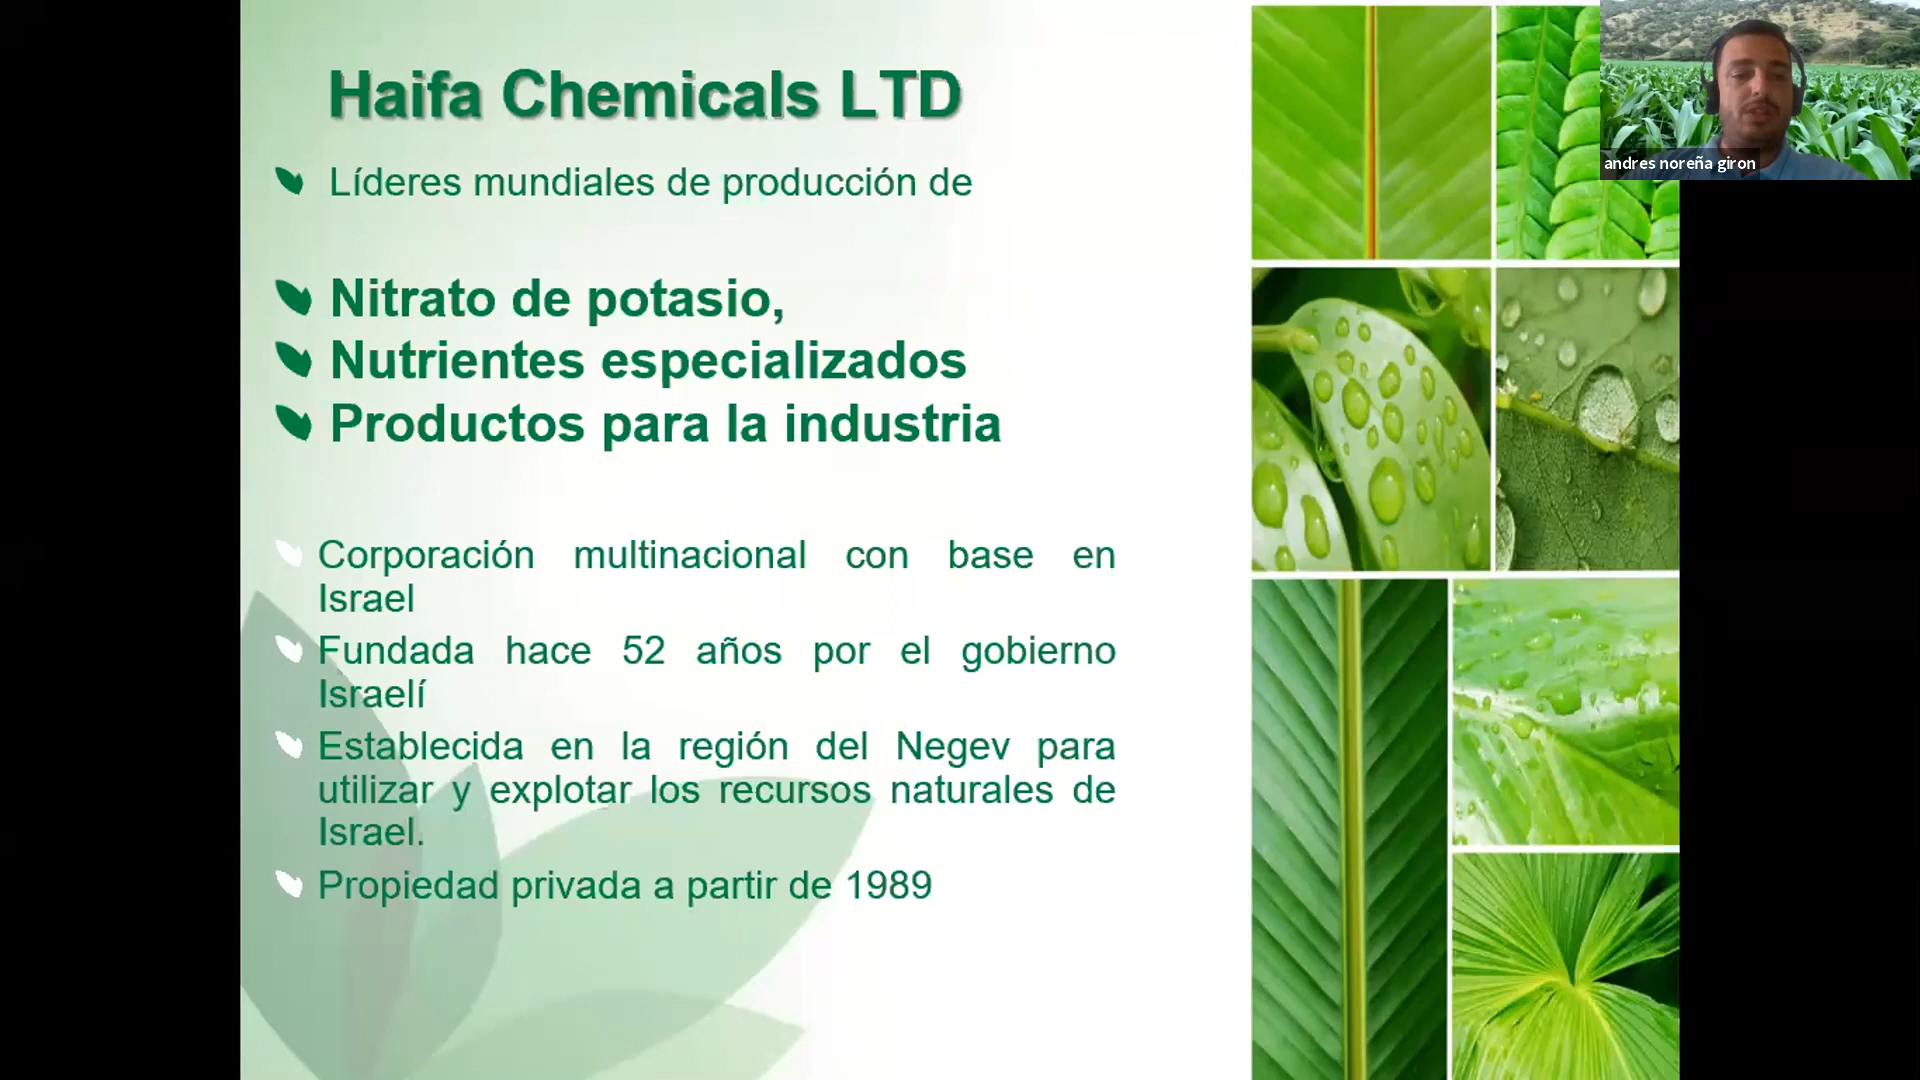 Haifa Chemicals LTD
Líderes mundiales de producción de
Nitrato de potasio,
Nutrientes especializados
Productos para la industria
Corporación multinacional con base en
Israel
Fundada hace 52 años por el gobierno
Israelí
Establecida en la región del Negev para
utilizar y explotar los recursos naturales de
Israel.
Propiedad privada a partir de 1989
andres noreña giron